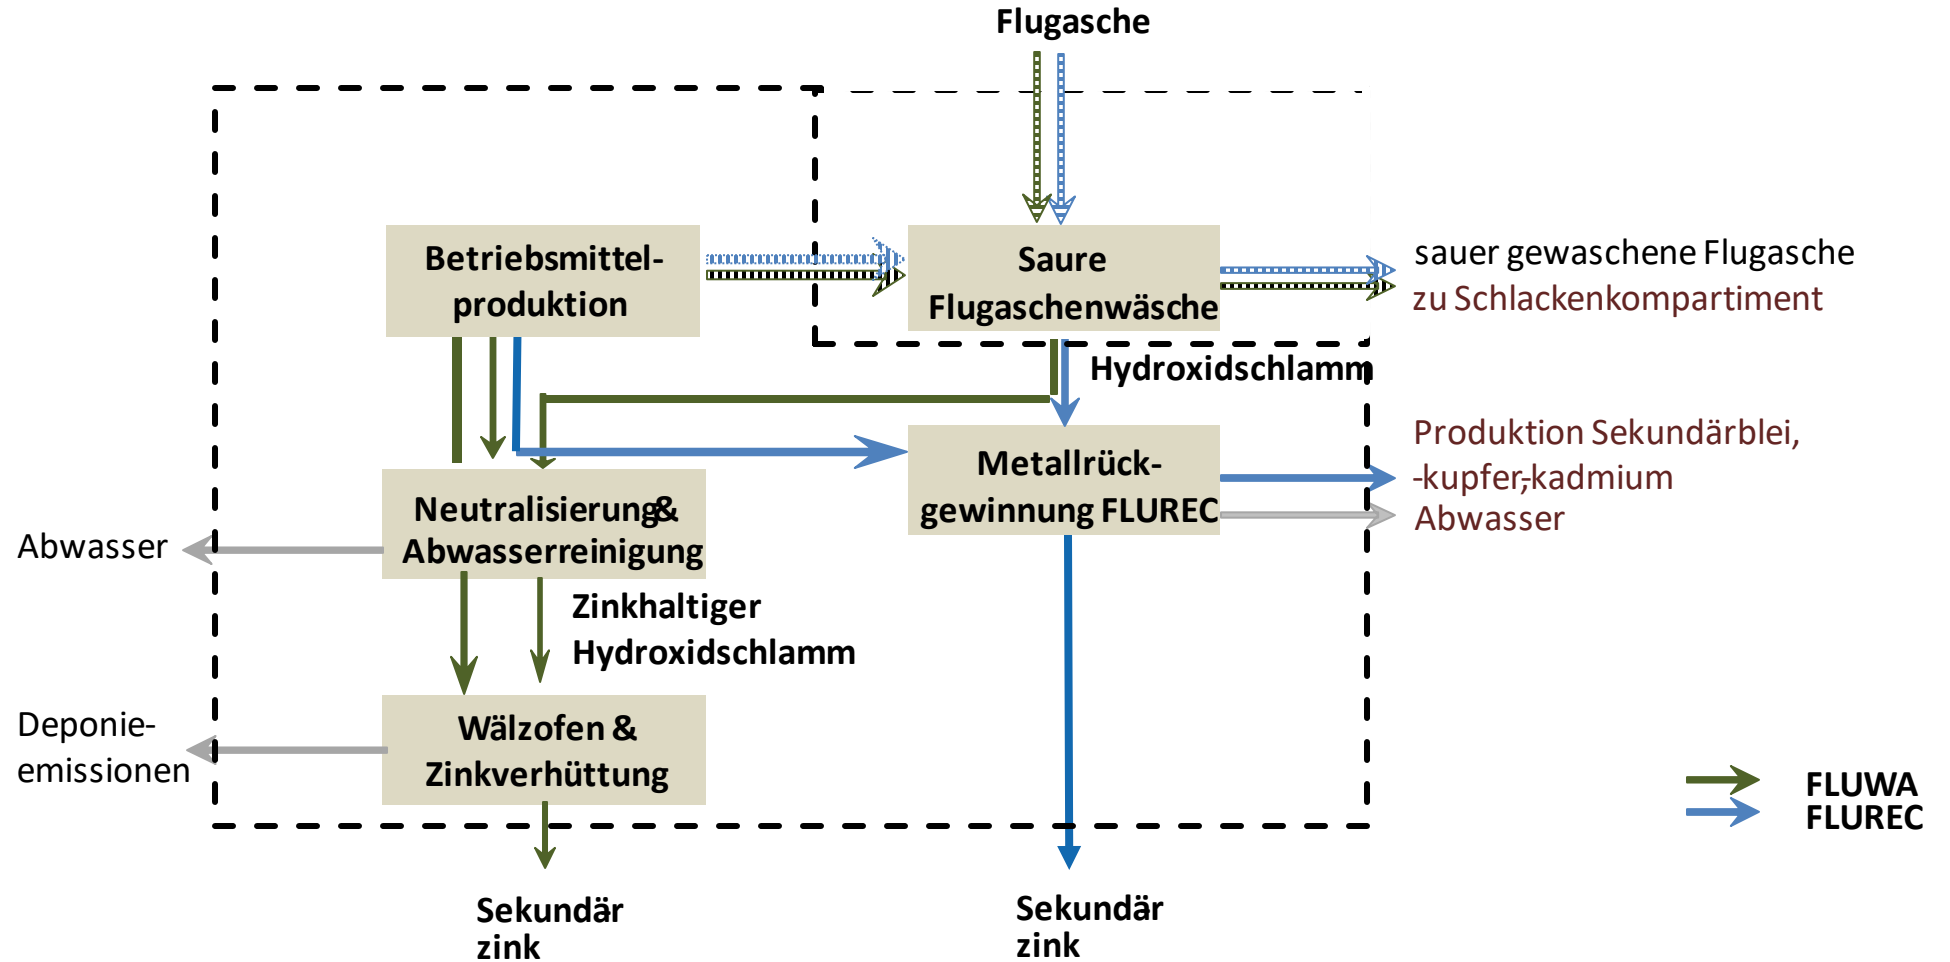 Flugasche
Betriebsmittel-
produktion
Saure
Flugaschenwäsche
sauer gewaschene Flugasche
zu Schlackenkompartiment
Hydroxidschlamm
Produktion Sekundärblei,
-kupfer,-kadmium
Abwasser
Metallrück-
gewinnung FLUREC
Neutralisierung&
Abwasserreinigung
Abwasser
Zinkhaltiger
Hydroxidschlamm
Deponie-
emissionen
Wälzofen &
Zinkverhüttung
FLUWA
FLUREC
Sekundär
zink
Sekundär
zink